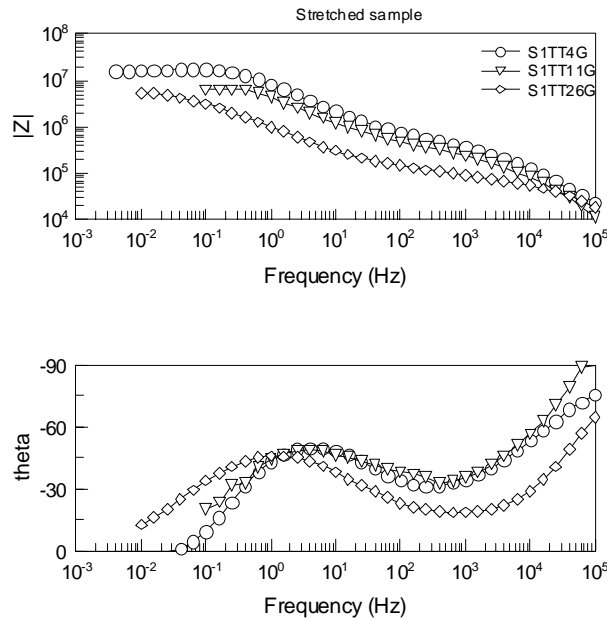 Stretched sample
10^8
10^7
10^6
10^5
10^4
|Z|
S1TT4G
S1TT11G
S1TT26G
10^-3 10^-2 10^-1 10^0 10^1 10^2 10^3 10^4 10^5
Frequency (Hz)
-90
-60
-30
0
theta
10^-3 10^-2 10^-1 10^0 10^1 10^2 10^3 10^4 10^5
Frequency (Hz)